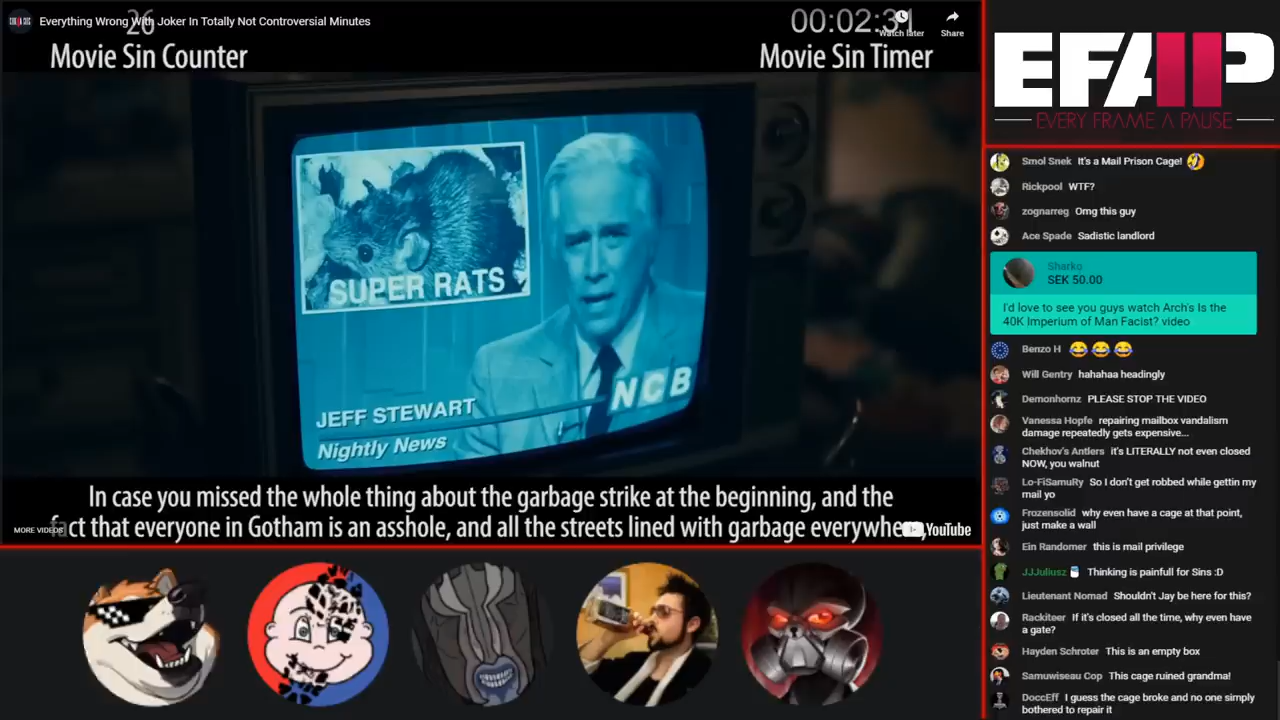 Everything Wrong With Joker In Totally Not Controversial Minutes
26
Movie Sin Counter
00:02:31
Watch later
Share
Movie Sin Timer
SUPER RATS
JEFF STEWART
Nightly News
NCB
In case you missed the whole thing about the garbage strike at the beginning, and the
fact that everyone in Gotham is an asshole, and all the streets lined with garbage everywhere,
MORE VIDEOS
YouTube
EFAP
EVERY FRAME A PAUSE
Smol Snek It's a Mail Prison Cage! 🤣
Rickpool WTF?
zognarreg Omg this guy
Ace Spade Sadistic landlord
Sharko
SEK 50.00
I'd love to see you guys watch Arch's Is the
40K Imperium of Man Facist? video
Benzo H 😂 😂 😂
Will Gentry hahahaa headingly
Demonhornz PLEASE STOP THE VIDEO
Vanessa Hopfe repairing mailbox vandalism
damage repeatedly gets expensive...
Chekhov's Antlers it's LITERALLY not even closed
NOW, you walnut
Lo-FiSamuRy So I don't get robbed while gettin my
mail yo
Frozensolid why even have a cage at that point,
just make a wall
Ein Randomer this is mail privilege
JJJuliusz Thinking is painfull for Sins :D
Lieutenant Nomad Shouldn't Jay be here for this?
Rackiteer If it's closed all the time, why even have
a gate?
Hayden Schroter This is an empty box
Samuwiseau Cop This cage ruined grandma!
DoccEff I guess the cage broke and no one simply
bothered to repair it